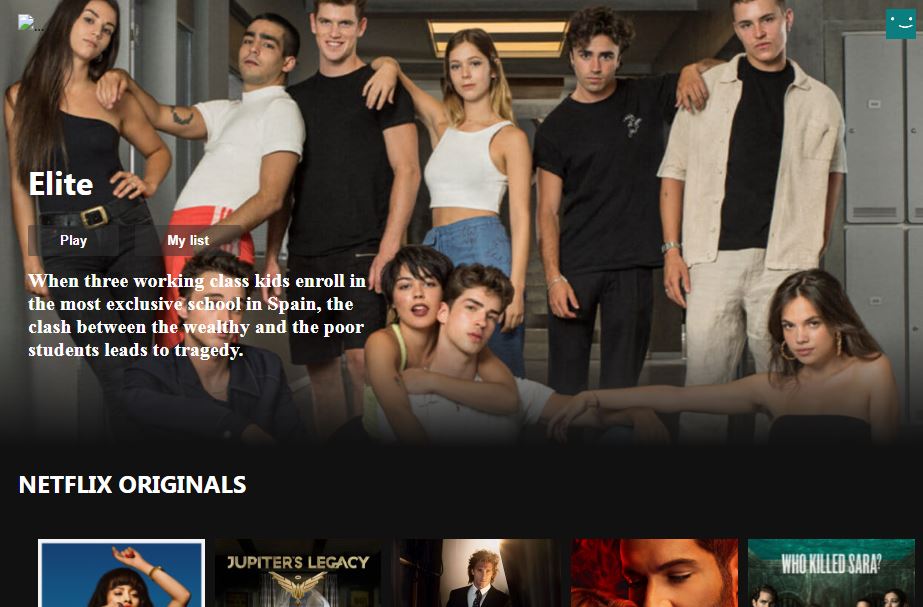 ...
Elite
Play
My list
When three working class kids enroll in
the most exclusive school in Spain, the
clash between the wealthy and the poor
students leads to tragedy.
NETFLIX ORIGINALS
JUPITER'S LEGACY
WHO KILLED SARA?